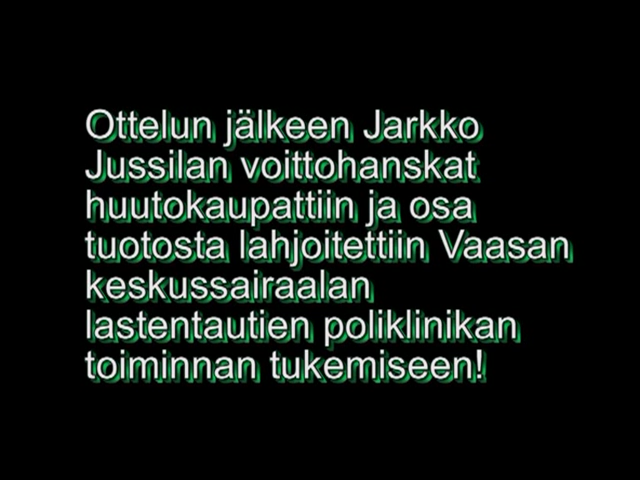 Ottelun jälkeen Jarkko
Jussilan voittohanskat
huutokaupattiin ja osa
tuotosta lahjoitettiin Vaasan
keskussairaalan
lastentautien poliklinikan
toiminnan tukemiseen!